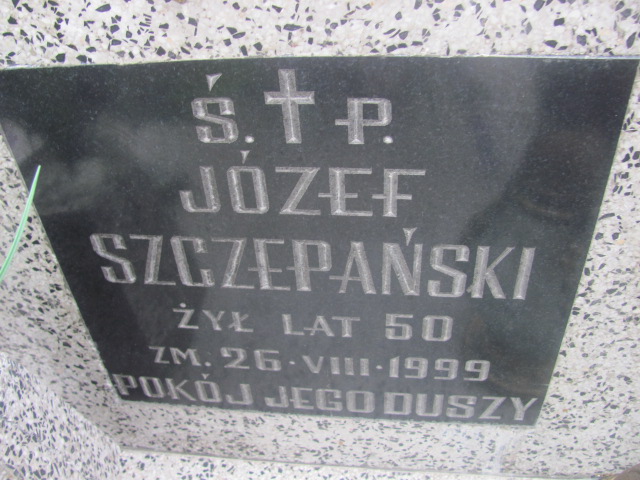 Ś. ✝ P.
JÓZEF
SZCZEPAŃSKI
ŻYŁ LAT 50
ZM. 26·VIII·1999
POKÓJ JEGO DUSZY